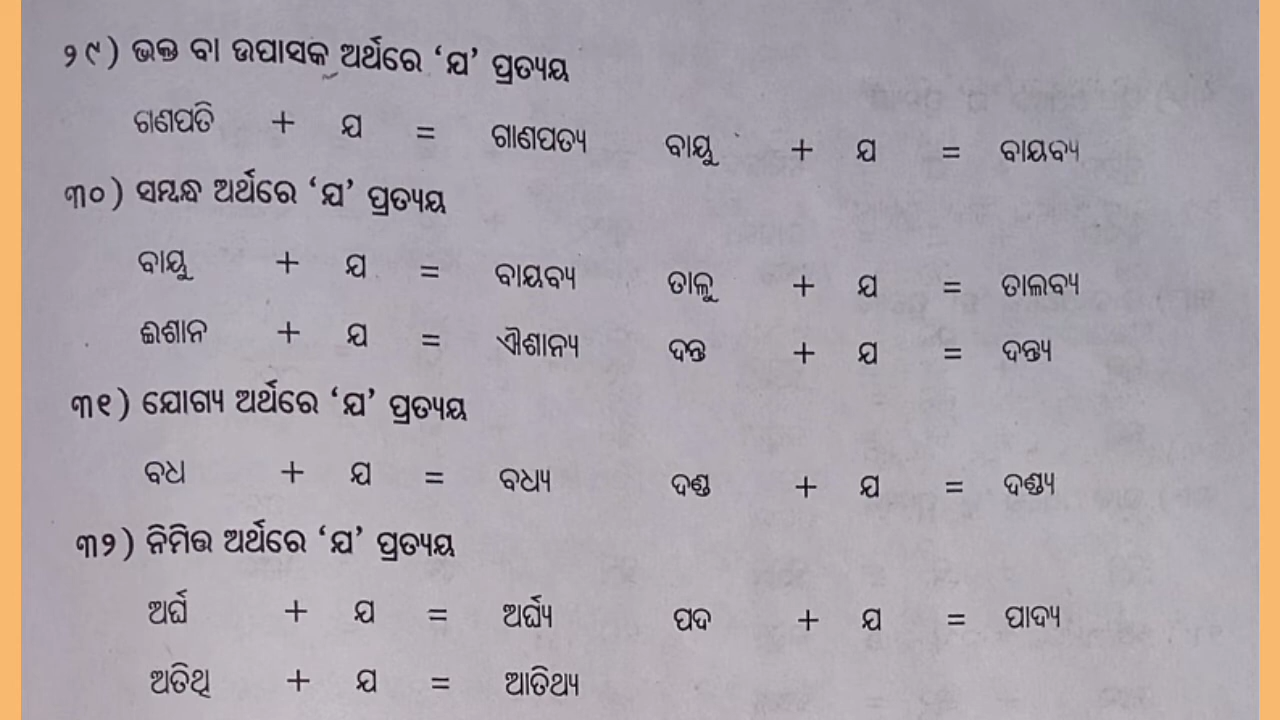 ୨୯) ଭକ୍ତ ବା ଉପାସକ ଅର୍ଥରେ ‘ଯ’ ପ୍ରତ୍ୟୟ
ଗଣପତି + ଯ = ଗାଣପତ୍ୟ ବାୟୁ + ଯ = ବାୟବ୍ୟ
୩୦) ସମ୍ବନ୍ଧ ଅର୍ଥରେ ‘ଯ’ ପ୍ରତ୍ୟୟ
ବାୟୁ + ଯ = ବାୟବ୍ୟ ତାଳୁ + ଯ = ତାଲବ୍ୟ
ଈଶାନ + ଯ = ଐଶାନ୍ୟ ଦନ୍ତ + ଯ = ଦନ୍ତ୍ୟ
୩୧) ଯୋଗ୍ୟ ଅର୍ଥରେ ‘ଯ’ ପ୍ରତ୍ୟୟ
ବଧ + ଯ = ବଧ୍ୟ ଦଣ୍ଡ + ଯ = ଦଣ୍ଡ୍ୟ
୩୨) ନିମିତ୍ତ ଅର୍ଥରେ ‘ଯ’ ପ୍ରତ୍ୟୟ
ଅର୍ଘ + ଯ = ଅର୍ଘ୍ୟ ପଦ + ଯ = ପାଦ୍ୟ
ଅତିଥି + ଯ = ଆତିଥ୍ୟ